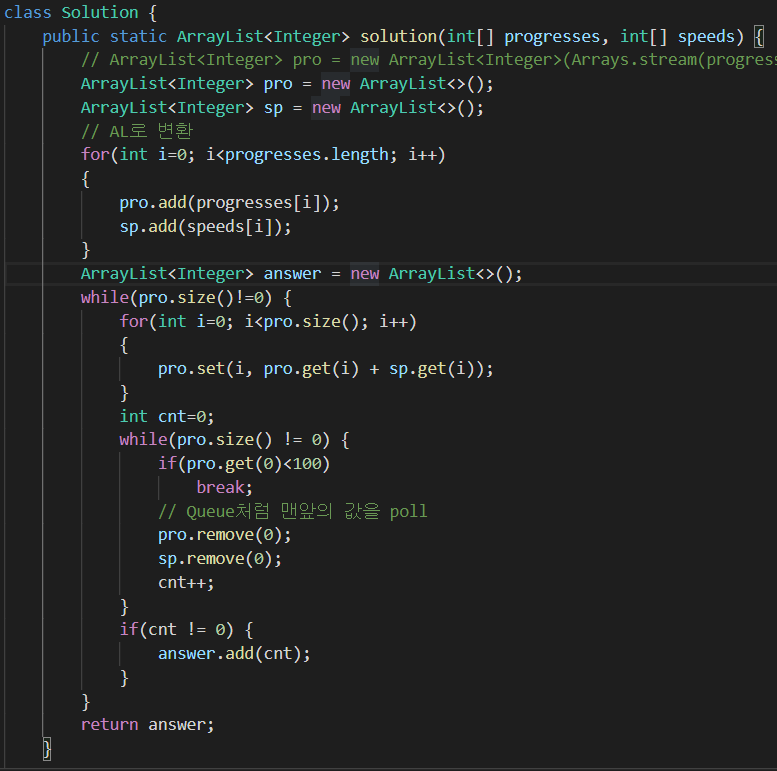 class Solution {
    public static ArrayList<Integer> solution(int[] progresses, int[] speeds) {
        // ArrayList<Integer> pro = new ArrayList<Integer>(Arrays.stream(progress
        ArrayList<Integer> pro = new ArrayList<>();
        ArrayList<Integer> sp = new ArrayList<>();
        // AL로 변환
        for(int i=0; i<progresses.length; i++)
        {
            pro.add(progresses[i]);
            sp.add(speeds[i]);
        }
        ArrayList<Integer> answer = new ArrayList<>();
        while(pro.size()!=0) {
            for(int i=0; i<pro.size(); i++)
            {
                pro.set(i, pro.get(i) + sp.get(i));
            }
            int cnt=0;
            while(pro.size() != 0) {
                if(pro.get(0)<100)
                    break;
                // Queue처럼 맨앞의 값을 poll
                pro.remove(0);
                sp.remove(0);
                cnt++;
            }
            if(cnt != 0) {
                answer.add(cnt);
            }
        }
        return answer;
    }